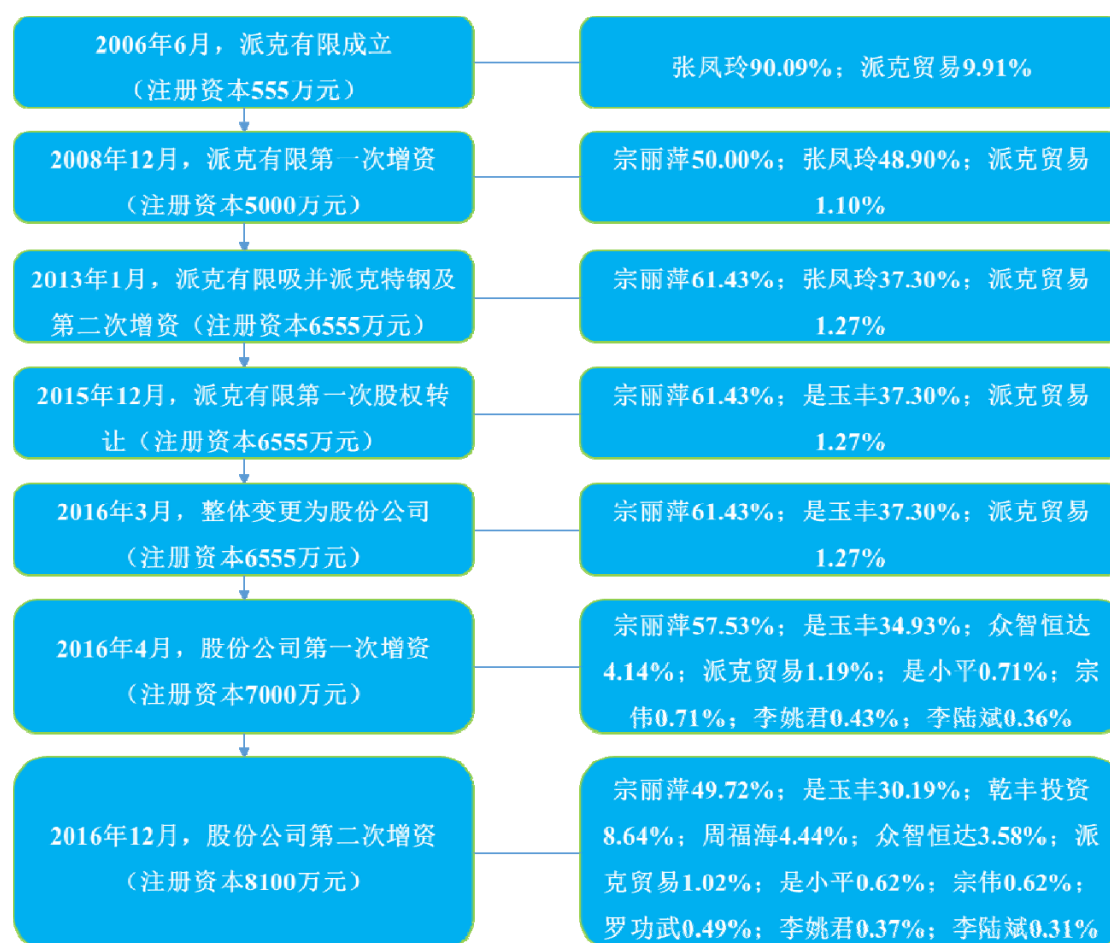 2006年6月，派克有限成立
（注册资本555万元）
张凤玲90.09%；派克贸易9.91%
2008年12月，派克有限第一次增资
（注册资本5000万元）
宗丽萍50.00%；张凤玲48.90%；派克贸易
1.10%
2013年1月，派克有限吸并派克特钢及
第二次增资（注册资本6555万元）
宗丽萍61.43%；张凤玲37.30%；派克贸易
1.27%
2015年12月，派克有限第一次股权转
让（注册资本6555万元）
宗丽萍61.43%；是玉丰37.30%；派克贸易
1.27%
2016年3月，整体变更为股份公司
（注册资本6555万元）
宗丽萍61.43%；是玉丰37.30%；派克贸易
1.27%
2016年4月，股份公司第一次增资
（注册资本7000万元）
宗丽萍57.53%；是玉丰34.93%；众智恒达
4.14%；派克贸易1.19%；是小平0.71%；宗
伟0.71%；李姚君0.43%；李陆斌0.36%
2016年12月，股份公司第二次增资
（注册资本8100万元）
宗丽萍49.72%；是玉丰30.19%；乾丰投资
8.64%；周福海4.44%；众智恒达3.58%；派
克贸易1.02%；是小平0.62%；宗伟0.62%；
罗功武0.49%；李姚君0.37%；李陆斌0.31%